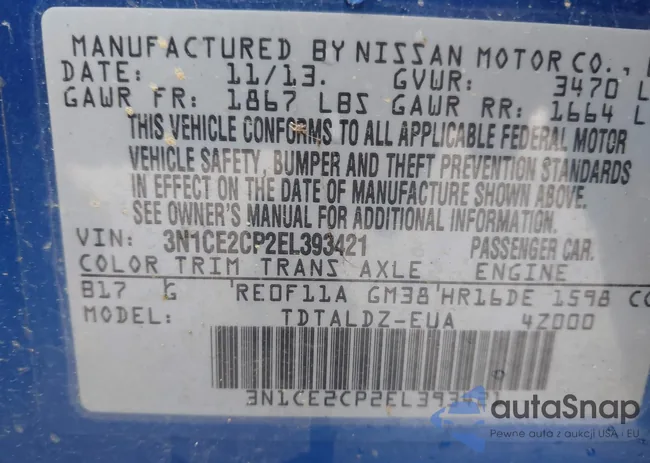 MANUFACTURED BY NISSAN MOTOR CO.,
DATE: 11/13. GVWR: 3470 L
GAWR FR: 1867 LBS GAWR RR: 1664 L
THIS VEHICLE CONFORMS TO ALL APPLICABLE FEDERAL MOTOR
VEHICLE SAFETY, BUMPER AND THEFT PREVENTION STANDARDS
IN EFFECT ON THE DATE OF MANUFACTURE SHOWN ABOVE.
SEE OWNER'S MANUAL FOR ADDITIONAL INFORMATION.
VIN: 3N1CE2CP2EL393421 PASSENGER CAR.
COLOR TRIM TRANS AXLE ENGINE
B17 G RE0F11A GM38 HR16DE 1598 CC
MODEL: TDTALDZ-EUA 4Z000
3N1CE2CP2EL3934
autoSnap
Pewne auta z aukcji USA i EU